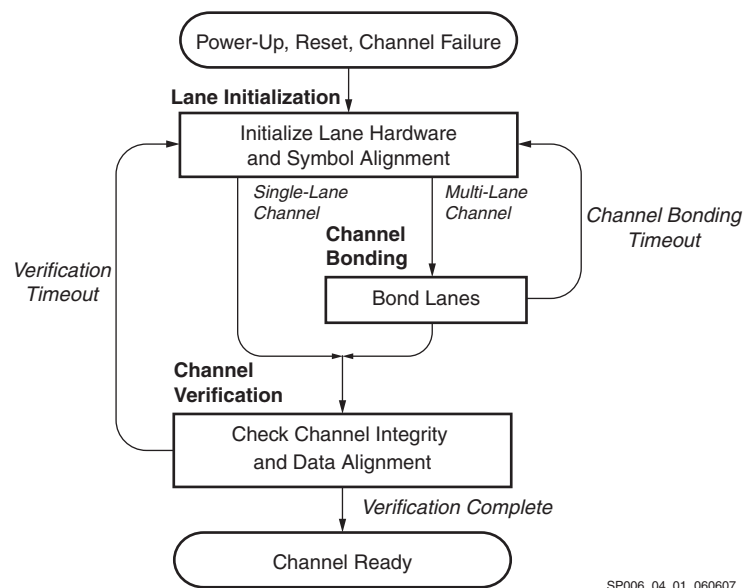 Power-Up, Reset, Channel Failure
Lane Initialization
Initialize Lane Hardware
and Symbol Alignment
Single-Lane
Channel
Multi-Lane
Channel
Channel Bonding
Timeout
Channel
Bonding
Verification
Timeout
Bond Lanes
Channel
Verification
Check Channel Integrity
and Data Alignment
Verification Complete
Channel Ready
SP006_04_01_060607